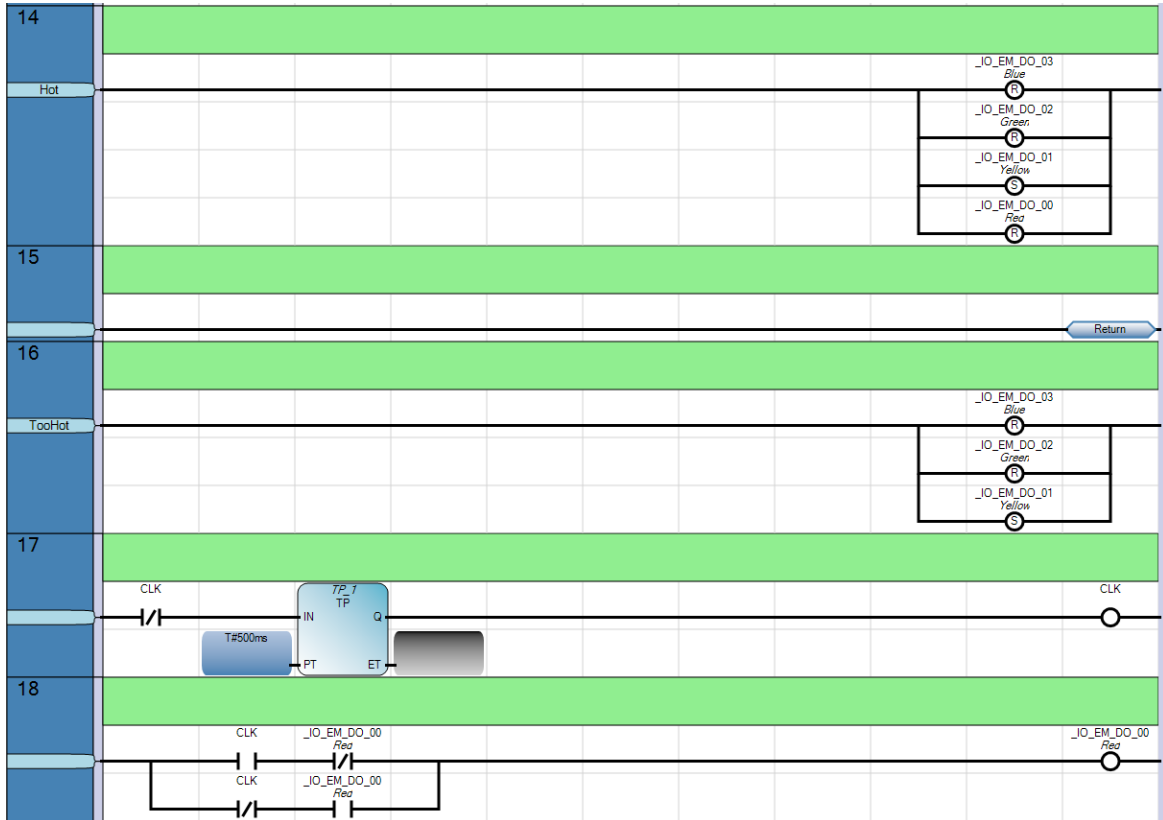 14
_IO_EM_DO_03
Blue
Hot
R
_IO_EM_DO_02
Green
R
_IO_EM_DO_01
Yellow
S
_IO_EM_DO_00
Red
R
15
Return
16
_IO_EM_DO_03
Blue
TooHot
R
_IO_EM_DO_02
Green
R
_IO_EM_DO_01
Yellow
S
17
CLK
TP_1
TP
CLK
IN
Q
T#500ms
PT
ET
18
CLK
_IO_EM_DO_00
_IO_EM_DO_00
Red
Red
CLK
_IO_EM_DO_00
Red